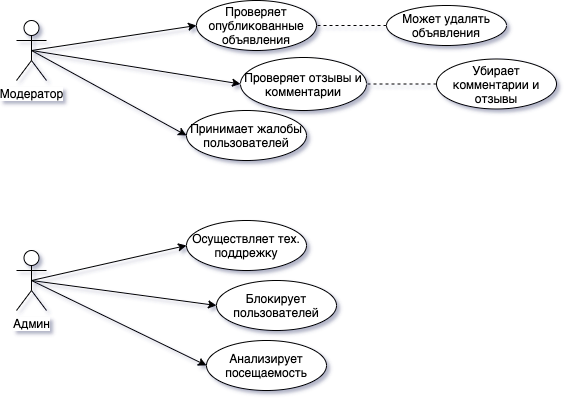 Проверяет
опубликованные
объявления
Может удалять
объявления
Модератор
Проверяет отзывы и
комментарии
Убирает
комментарии и
отзывы
Принимает жалобы
пользователей
Осуществляет тех.
поддрежку
Админ
Блокирует
пользователей
Анализирует
посещаемость